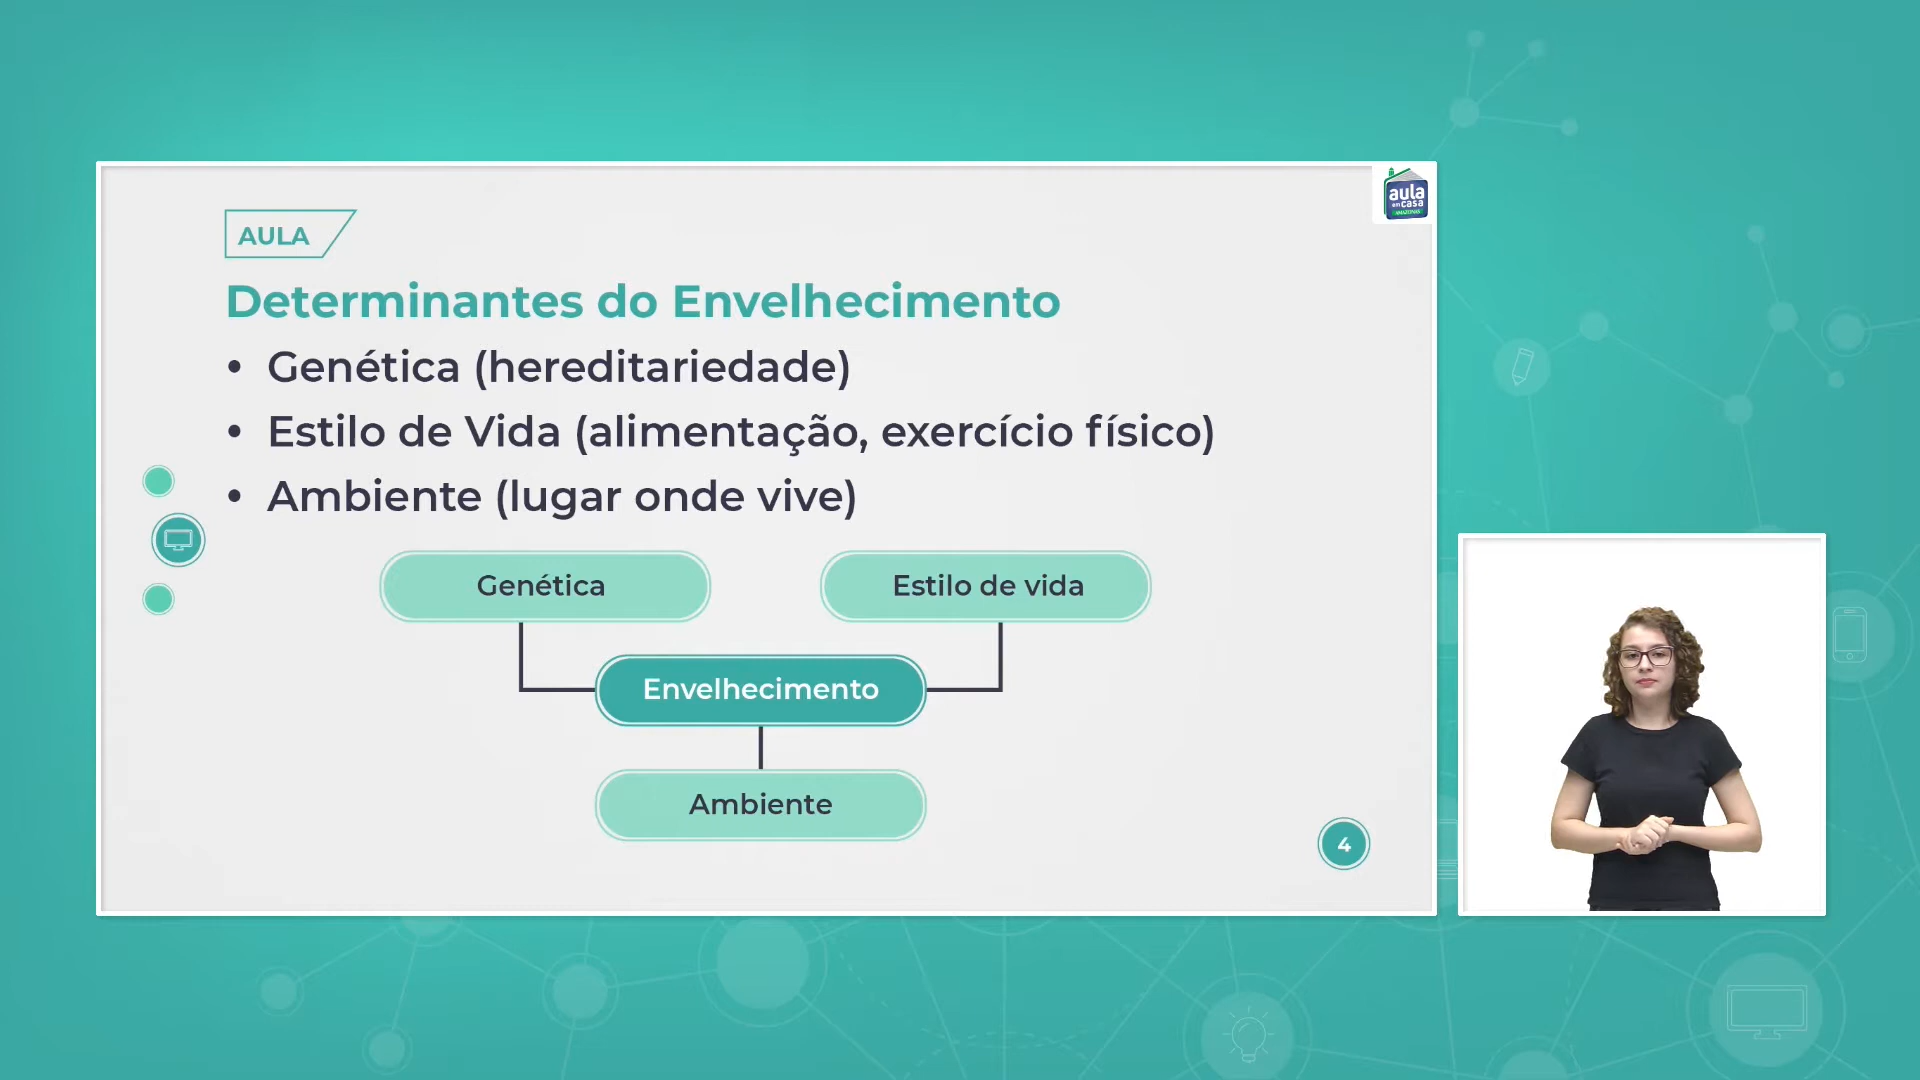 aula
em casa
AMAZONAS
AULA
Determinantes do Envelhecimento
• Genética (hereditariedade)
• Estilo de Vida (alimentação, exercício físico)
• Ambiente (lugar onde vive)
Genética
Estilo de vida
Envelhecimento
Ambiente
4